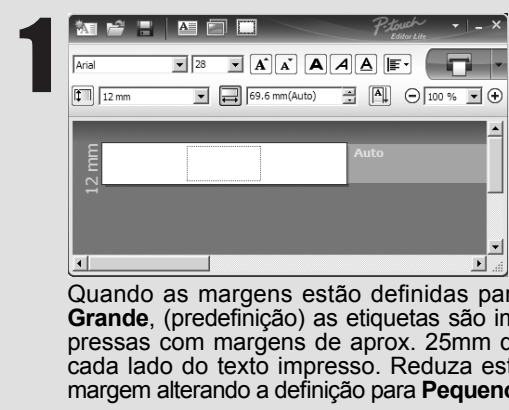 1
P-touch
Editor Lite
Arial
28
A A A A A
12 mm
69.6 mm(Auto)
A
100 %
12 mm
Auto
Quando as margens estão definidas par
Grande, (predefinição) as etiquetas são im
pressas com margens de aprox. 25mm d
cada lado do texto impresso. Reduza est
margem alterando a definição para Pequeno